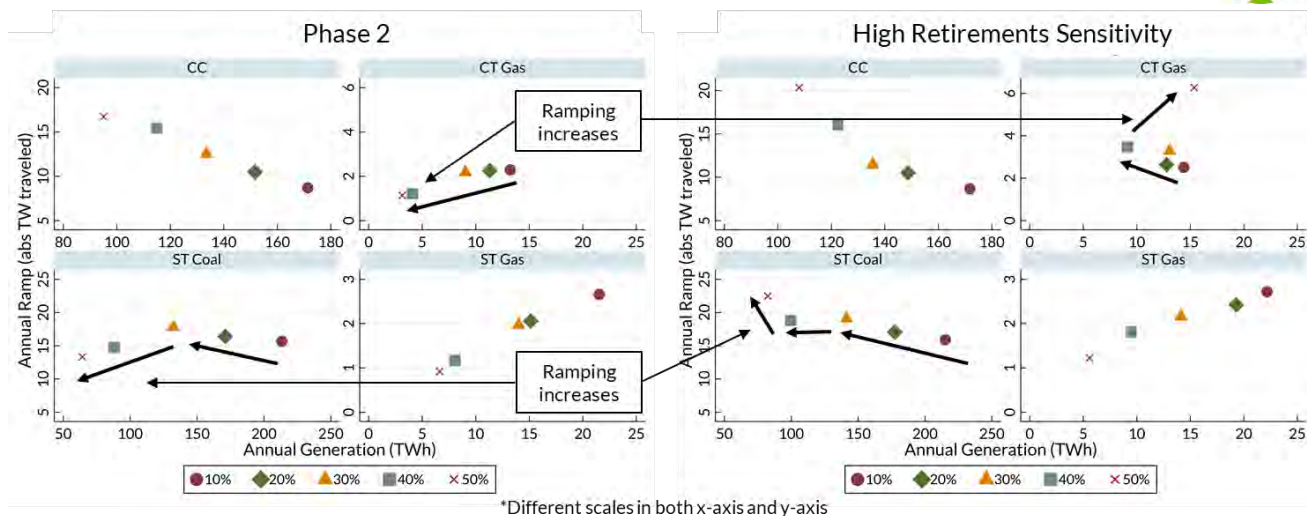 Phase 2
High Retirements Sensitivity
CC
CT Gas
Annual Ramp (abs TW traveled)
20
15
10
5
80 100 120 140 160 180
6
4
2
0
0 5 10 15 20 25
ST Coal
ST Gas
25
20
15
10
5
50 100 150 200 250
3
2
1
0
0 5 10 15 20 25
Annual Generation (TWh)
10% 20% 30% 40% 50%
Ramping
increases
Ramping
increases
CC
CT Gas
Annual Ramp (abs TW traveled)
20
15
10
5
80 100 120 140 160 180
6
4
2
0
0 5 10 15 20 25
ST Coal
ST Gas
25
20
15
10
5
50 100 150 200 250
3
2
1
0
0 5 10 15 20 25
Annual Generation (TWh)
10% 20% 30% 40% 50%
*Different scales in both x-axis and y-axis